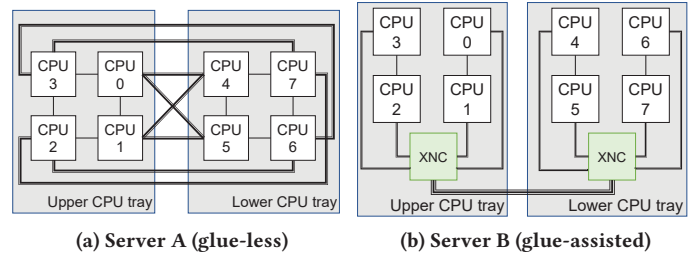 CPU 3
CPU 0
CPU 4
CPU 7
CPU 2
CPU 1
CPU 5
CPU 6
Upper CPU tray
Lower CPU tray
(a) Server A (glue-less)
CPU 3
CPU 0
CPU 4
CPU 6
CPU 2
CPU 1
CPU 5
CPU 7
XNC
XNC
Upper CPU tray
Lower CPU tray
(b) Server B (glue-assisted)